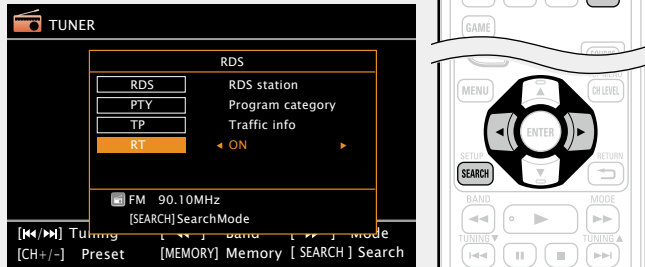 TUNER
RDS
RDS RDS station
PTY Program category
TP Traffic info
RT ON
FM 90.10MHz
[SEARCH] SearchMode
Band Mode
[CH+/-] Preset [MEMORY] Memory [ SEARCH ] Search
GAME
MENU
CH LEVEL
ENTER
SETUP
RETURN
SEARCH
BAND
MODE
TUNING
TUNING